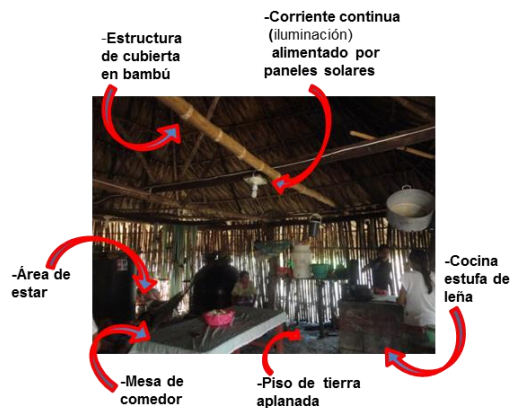 -Estructura
de cubierta
en bambú
-Corriente continua
(iluminación)
alimentado por
paneles solares
-Área de
estar
-Cocina
estufa de
leña
-Mesa de
comedor
-Piso de tierra
aplanada